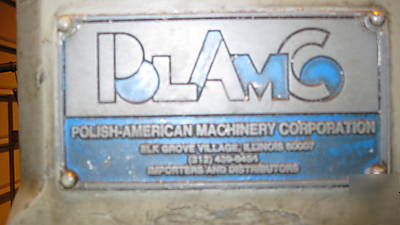 POLAMCO
POLISH-AMERICAN MACHINERY CORPORATION
ELK GROVE VILLAGE, ILLINOIS 60007
IMPORTERS AND DISTRIBUTORS